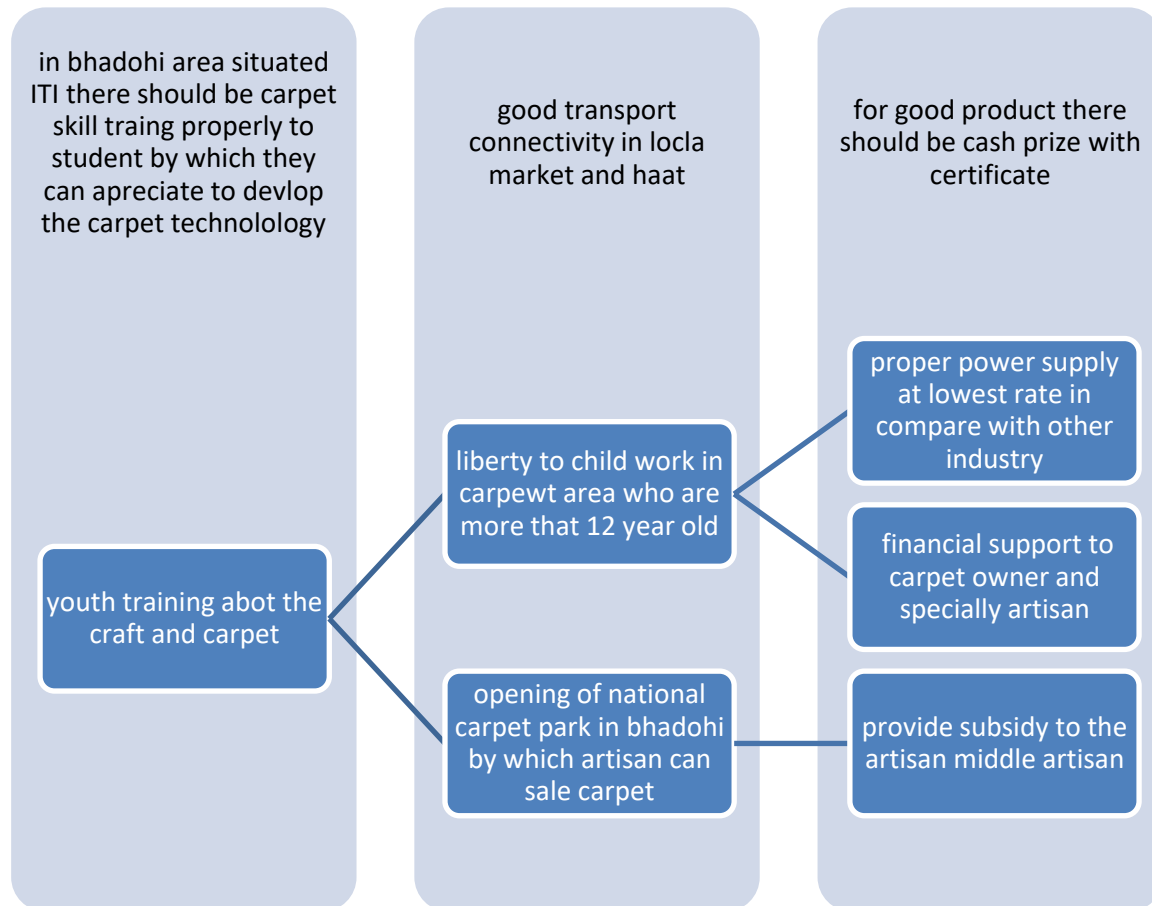 in bhadohi area situated
ITI there should be carpet
skill traing properly to
student by which they
can apreciate to devlop
the carpet technolology
good transport
connectivity in locla
market and haat
for good product there
should be cash prize with
certificate
youth training abot the
craft and carpet
liberty to child work in
carpewt area who are
more that 12 year old
opening of national
carpet park in bhadohi
by which artisan can
sale carpet
proper power supply
at lowest rate in
compare with other
industry
financial support to
carpet owner and
specially artisan
provide subsidy to the
artisan middle artisan